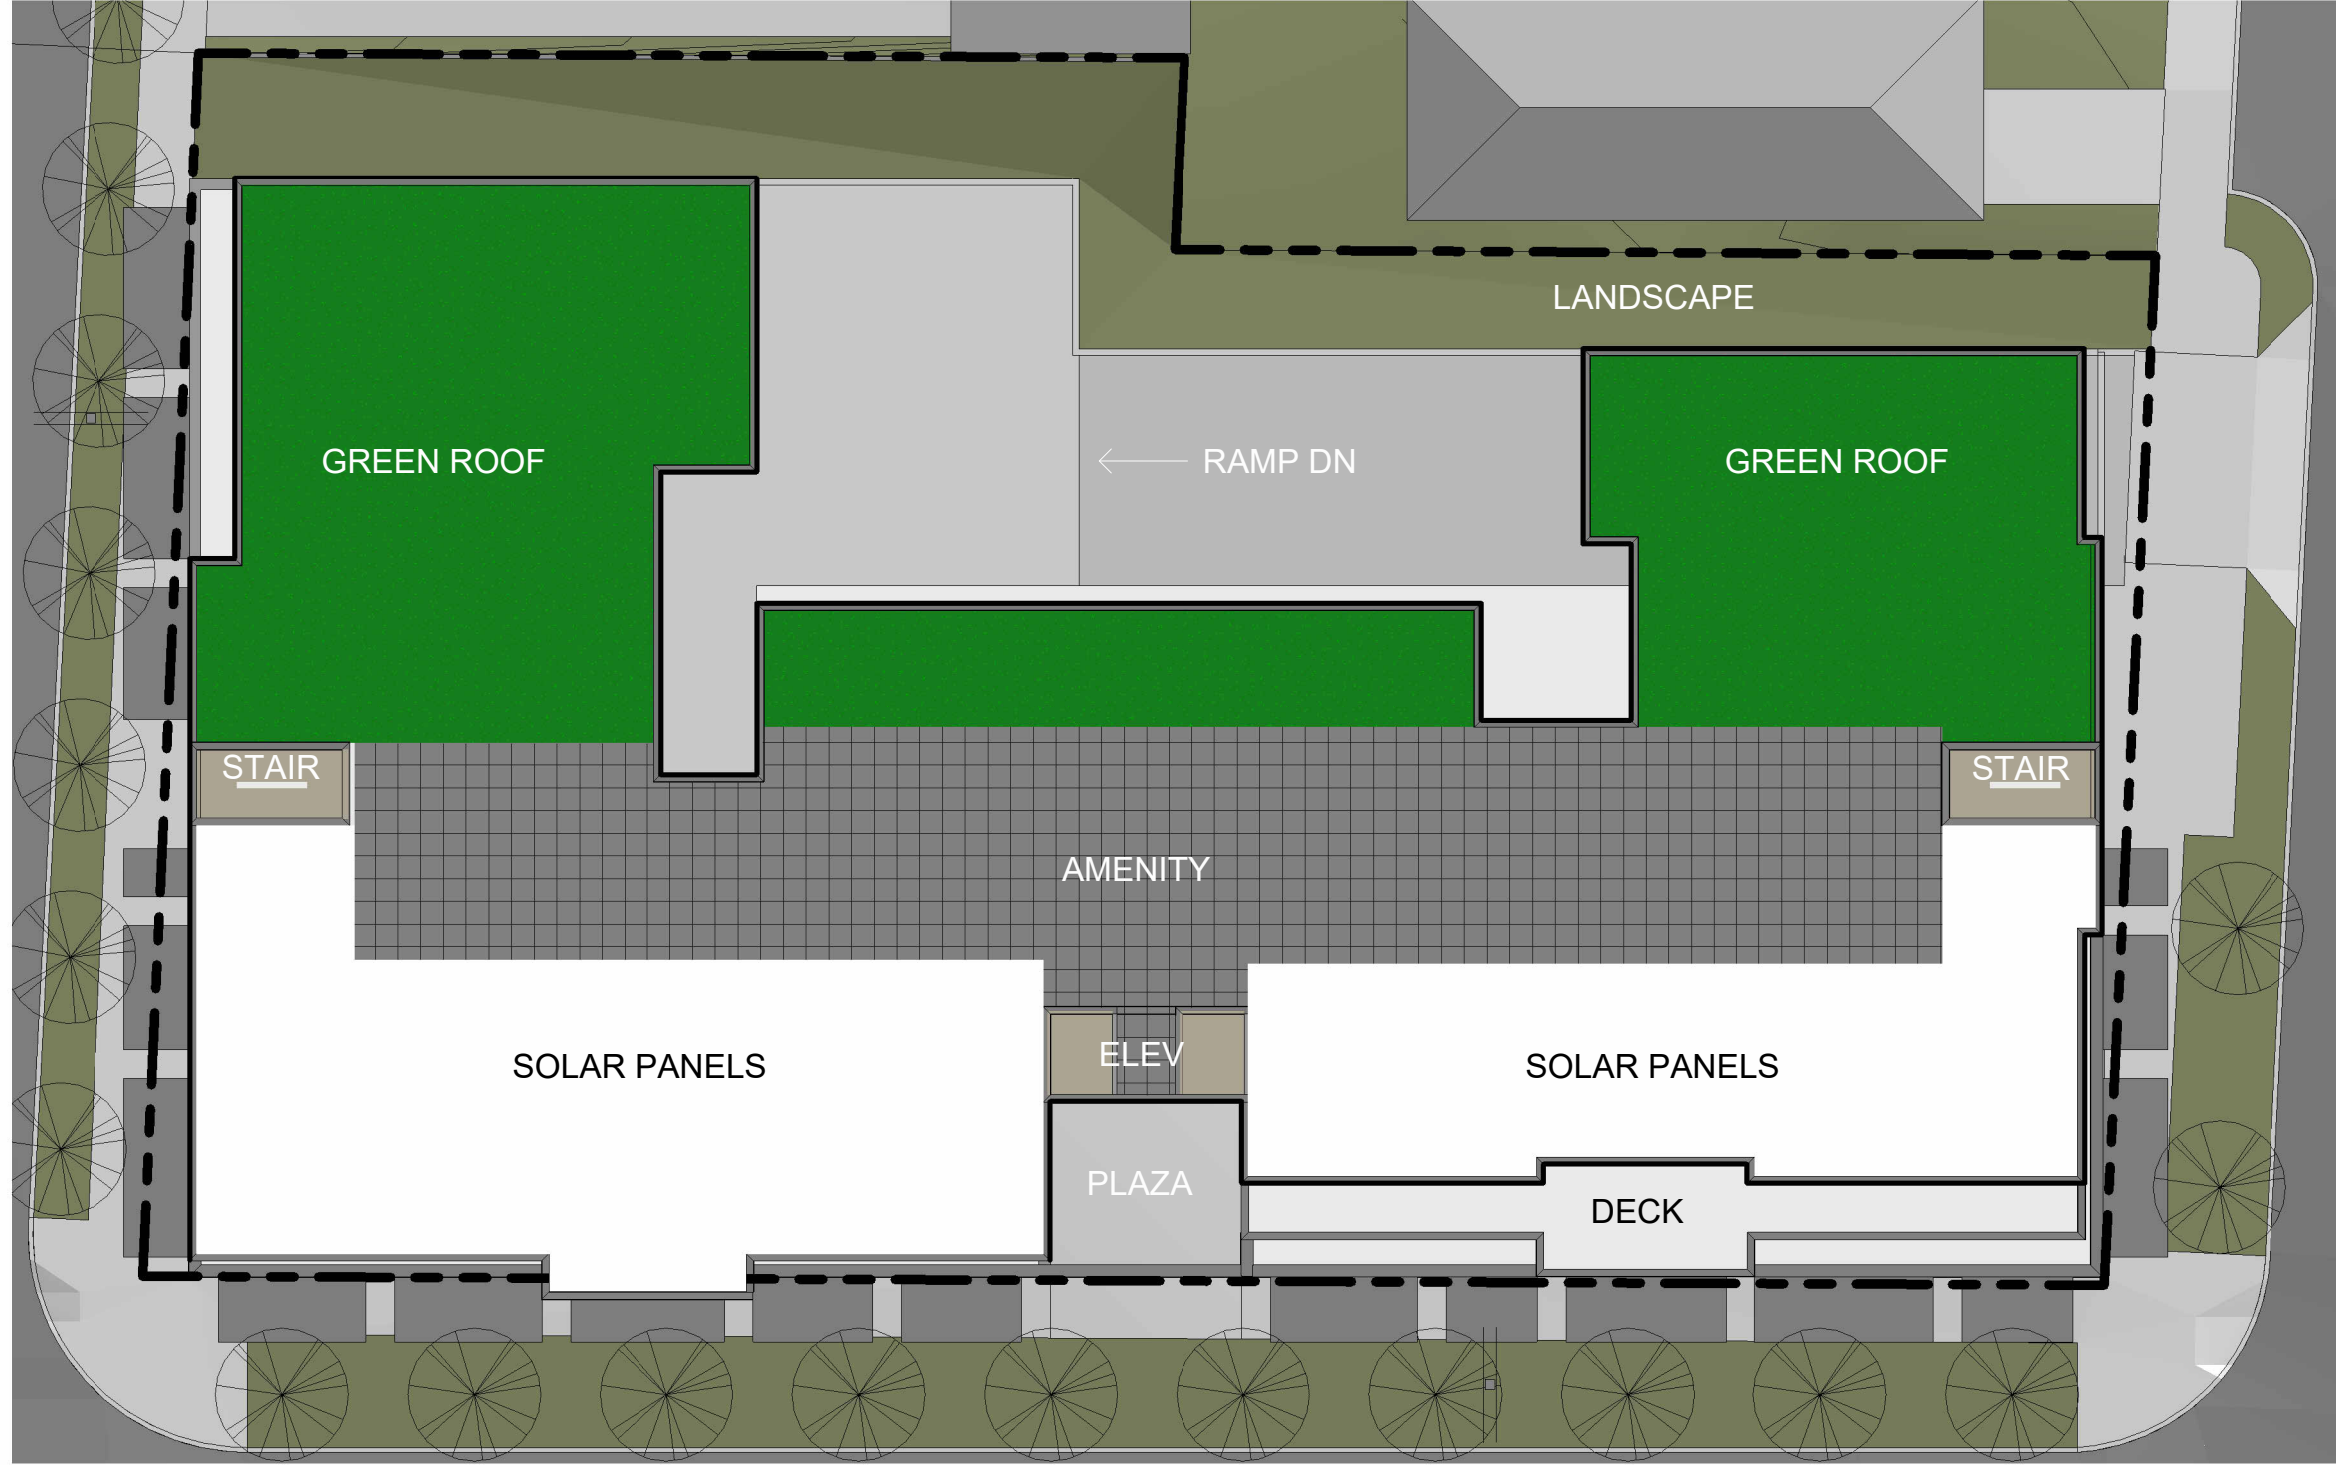 LANDSCAPE
GREEN ROOF
RAMP DN
GREEN ROOF
STAIR
STAIR
AMENITY
SOLAR PANELS
ELEV
SOLAR PANELS
PLAZA
DECK